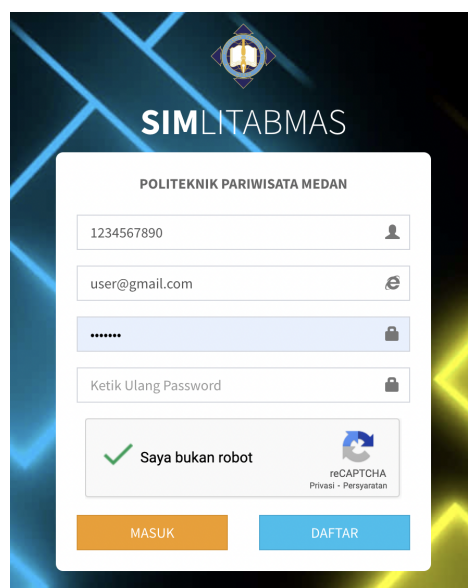 SIMLITABMAS
POLITEKNIK PARIWISATA MEDAN
1234567890
user@gmail.com
•••••••
Ketik Ulang Password
Saya bukan robot
reCAPTCHA
Privasi - Persyaratan
MASUK DAFTAR